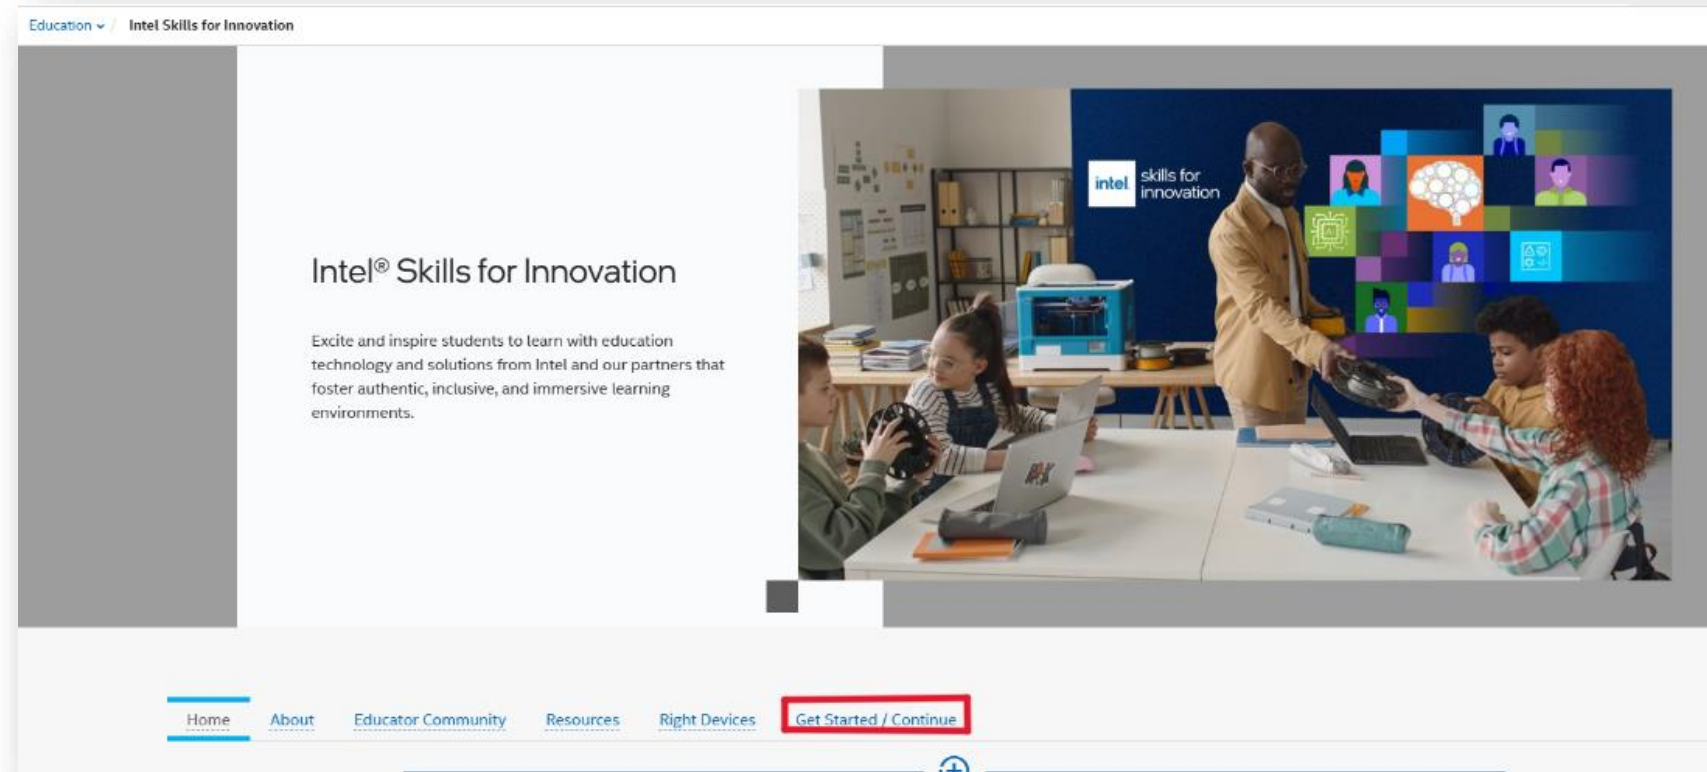 Education / Intel Skills for Innovation
intel skills for
innovation
Intel® Skills for Innovation
Excite and inspire students to learn with education
technology and solutions from Intel and our partners that
foster authentic, inclusive, and immersive learning
environments.
AI
Home About Educator Community Resources Right Devices Get Started / Continue